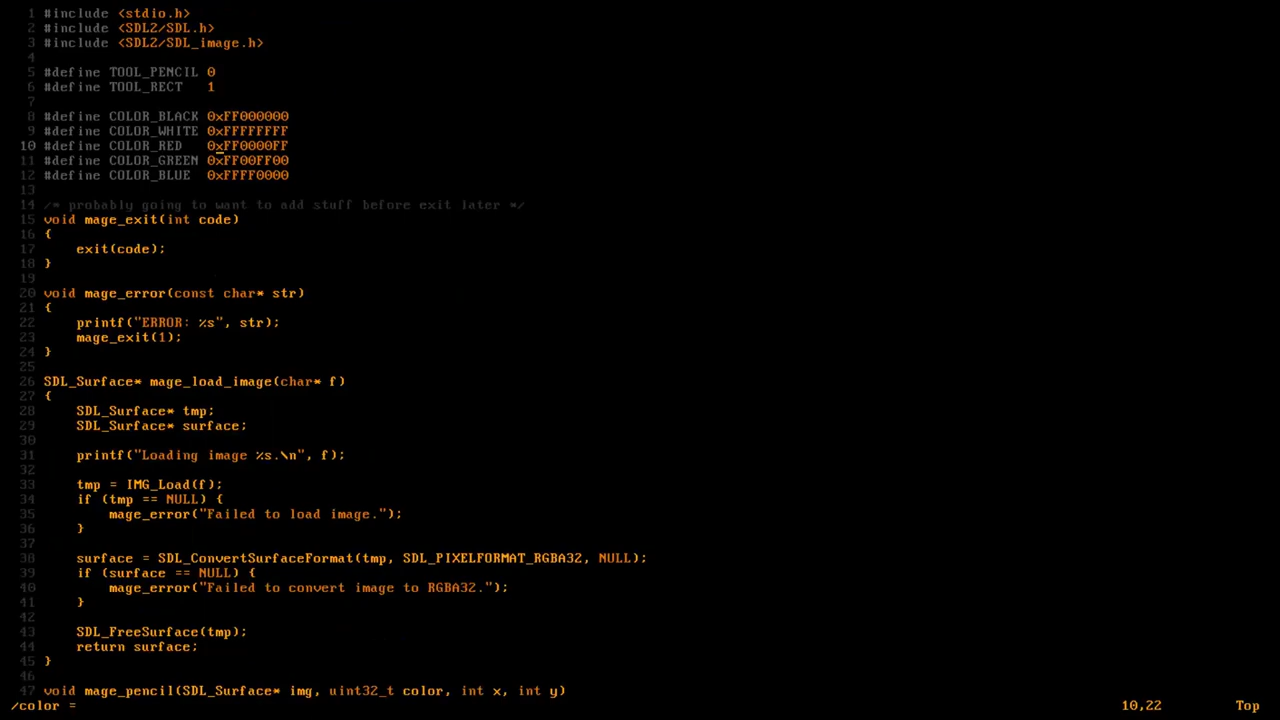 1 #include <stdio.h>
2 #include <SDL2/SDL.h>
3 #include <SDL2/SDL_image.h>
4
5 #define TOOL_PENCIL 0
6 #define TOOL_RECT   1
7
8 #define COLOR_BLACK 0xFF000000
9 #define COLOR_WHITE 0xFFFFFFFF
10 #define COLOR_RED   0xFF0000FF
11 #define COLOR_GREEN 0xFF00FF00
12 #define COLOR_BLUE  0xFFFF0000
13
14 /* probably going to want to add stuff before exit later */
15 void mage_exit(int code)
16 {
17     exit(code);
18 }
19
20 void mage_error(const char* str)
21 {
22     printf("ERROR: %s", str);
23     mage_exit(1);
24 }
25
26 SDL_Surface* mage_load_image(char* f)
27 {
28     SDL_Surface* tmp;
29     SDL_Surface* surface;
30
31     printf("Loading image %s.\n", f);
32
33     tmp = IMG_Load(f);
34     if (tmp == NULL) {
35         mage_error("Failed to load image.");
36     }
37
38     surface = SDL_ConvertSurfaceFormat(tmp, SDL_PIXELFORMAT_RGBA32, NULL);
39     if (surface == NULL) {
40         mage_error("Failed to convert image to RGBA32.");
41     }
42
43     SDL_FreeSurface(tmp);
44     return surface;
45 }
46
47 void mage_pencil(SDL_Surface* img, uint32_t color, int x, int y)
/color =    10,22    Top